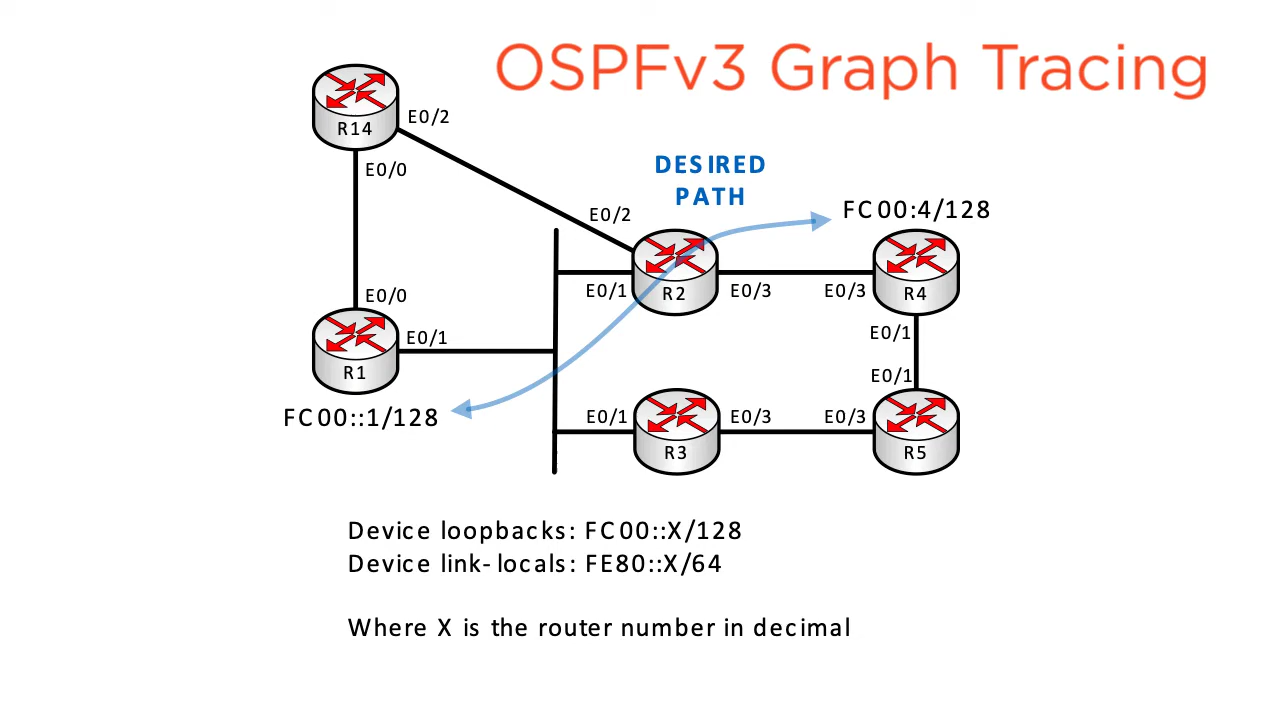 OSPFv3 Graph Tracing
R14
E0/2
E0/0
DESIRED
PATH
E0/2
FC00:4/128
E0/1
R2
E0/3
E0/3
R4
E0/0
E0/1
R1
E0/1
E0/1
FC00::1/128
E0/1
R3
E0/3
E0/3
R5
Device loopbacks: FC00::X/128
Device link-locals: FE80::X/64
Where X is the router number in decimal